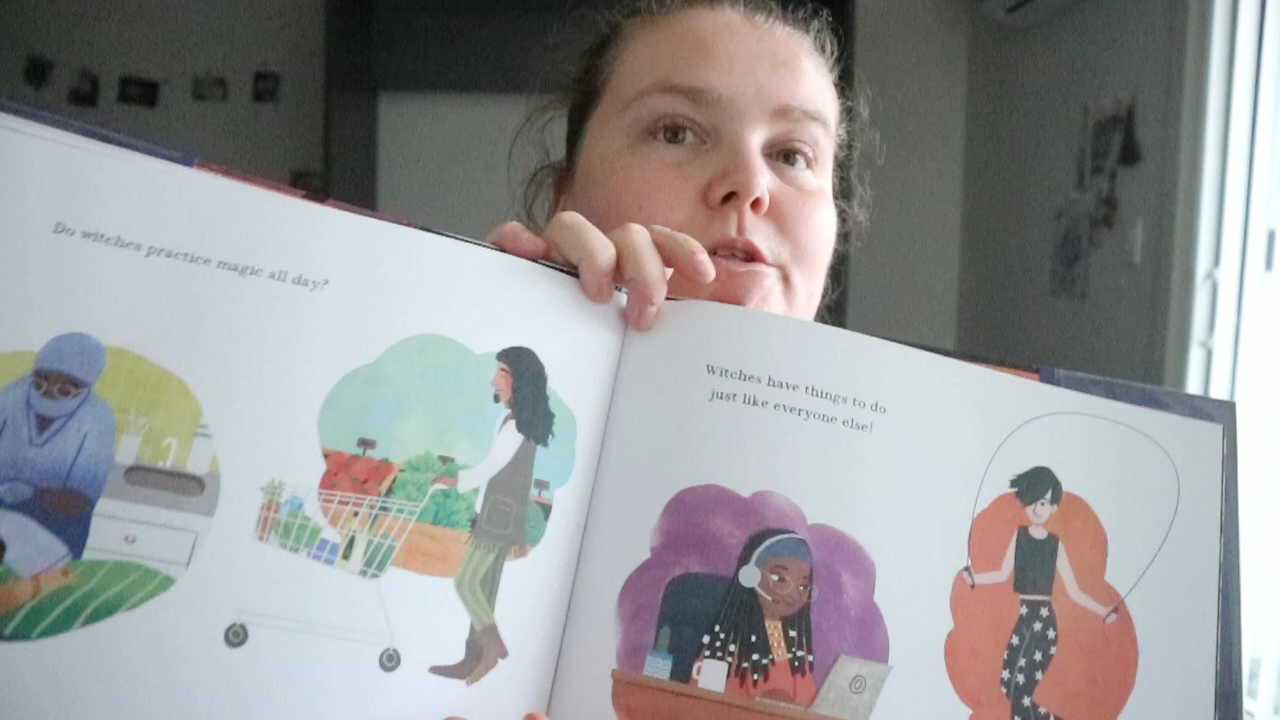 Do witches practice magic all day?
Witches have things to do
just like everyone else!